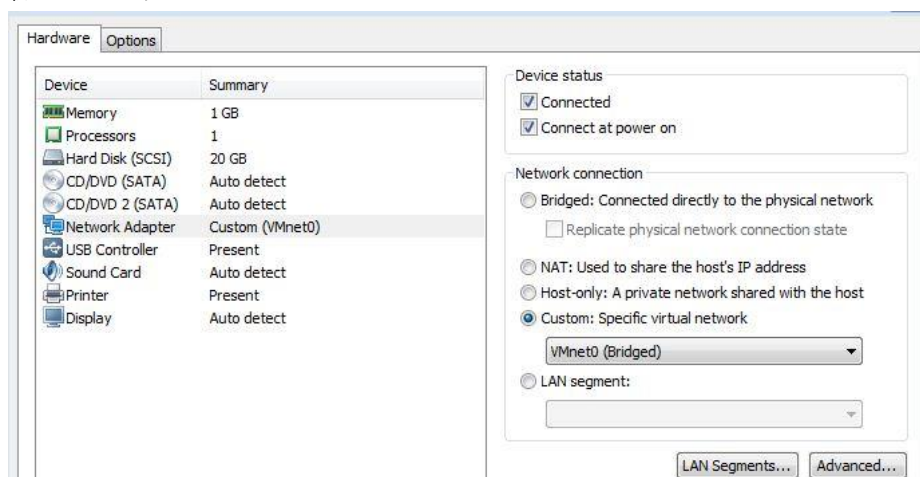 Hardware Options
Device Summary
Memory 1 GB
Processors 1
Hard Disk (SCSI) 20 GB
CD/DVD (SATA) Auto detect
CD/DVD 2 (SATA) Auto detect
Network Adapter Custom (VMnet0)
USB Controller Present
Sound Card Auto detect
Printer Present
Display Auto detect
Device status
Connected
Connect at power on
Network connection
Bridged: Connected directly to the physical network
Replicate physical network connection state
NAT: Used to share the host's IP address
Host-only: A private network shared with the host
Custom: Specific virtual network
VMnet0 (Bridged)
LAN segment:
LAN Segments... Advanced...